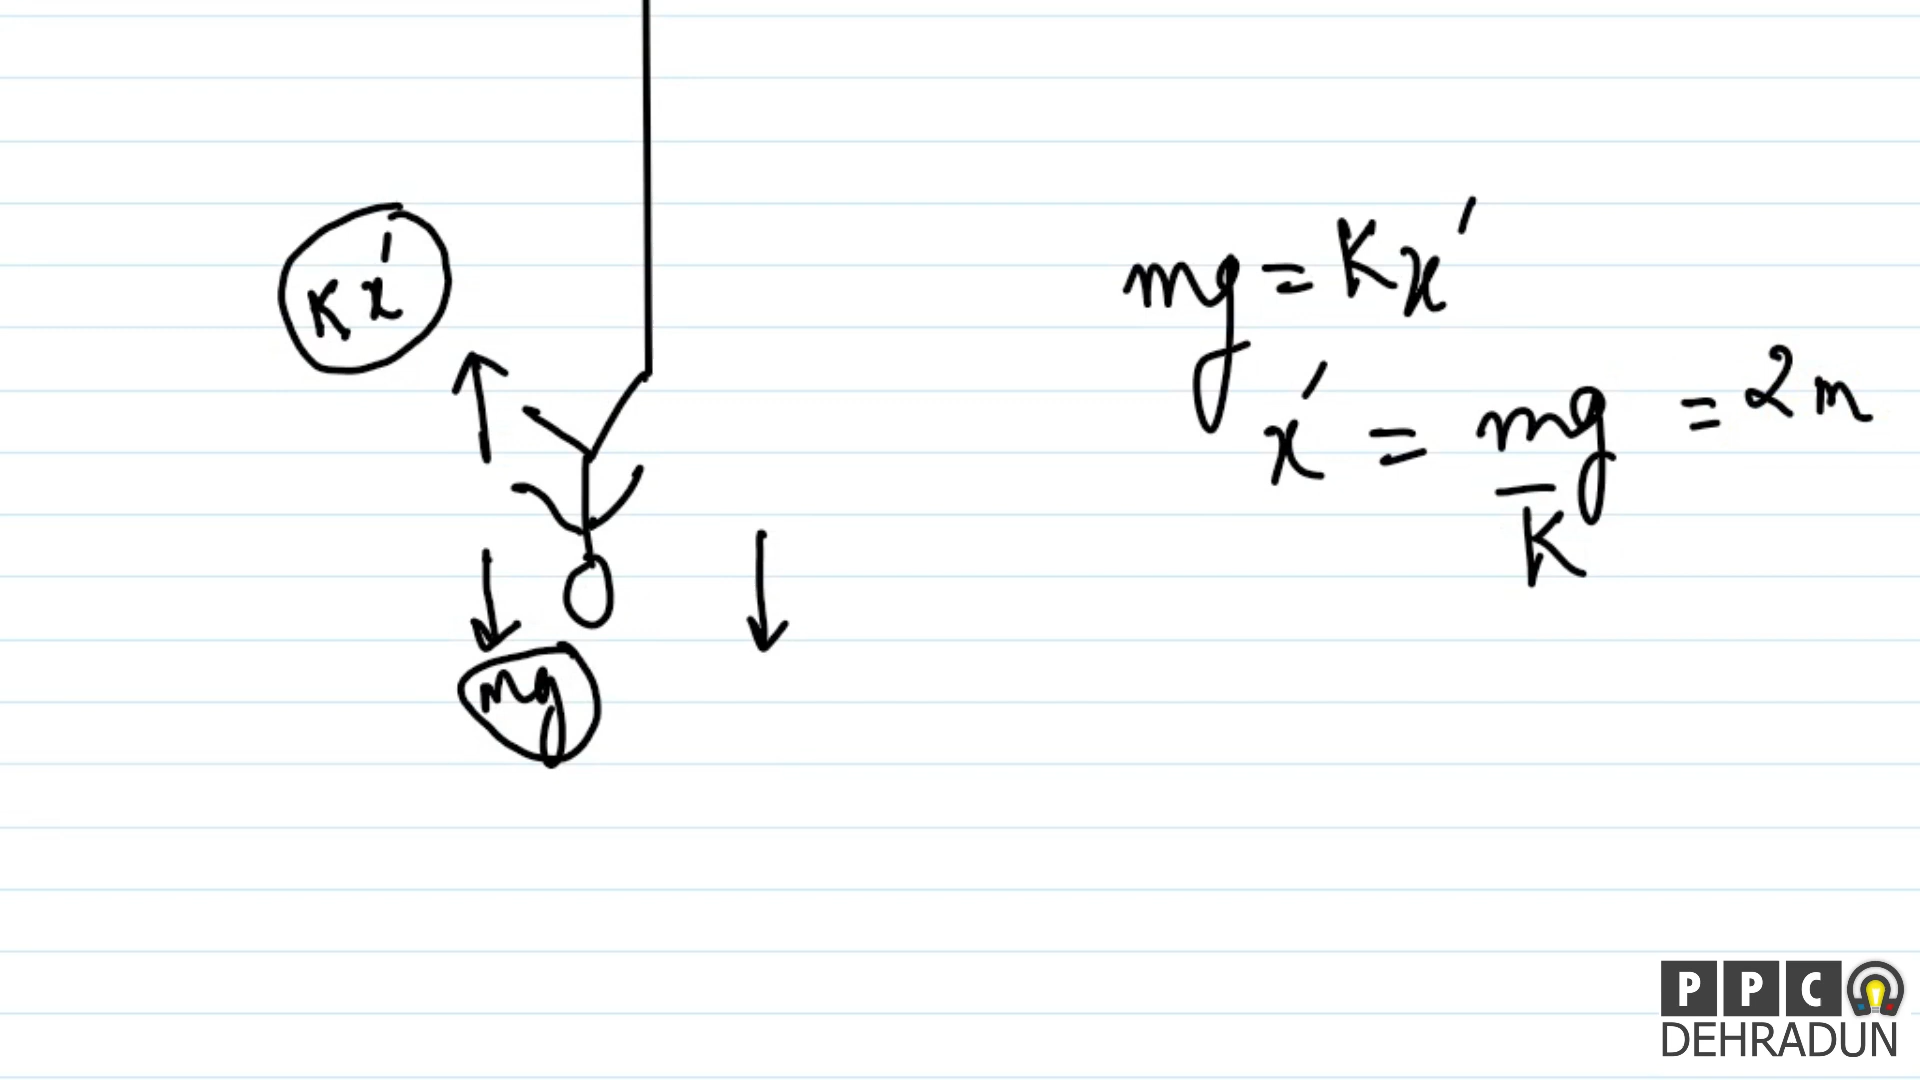 Kx'
mg
mg = Kx'
x' = mg/K = 2m
PPC
DEHRADUN